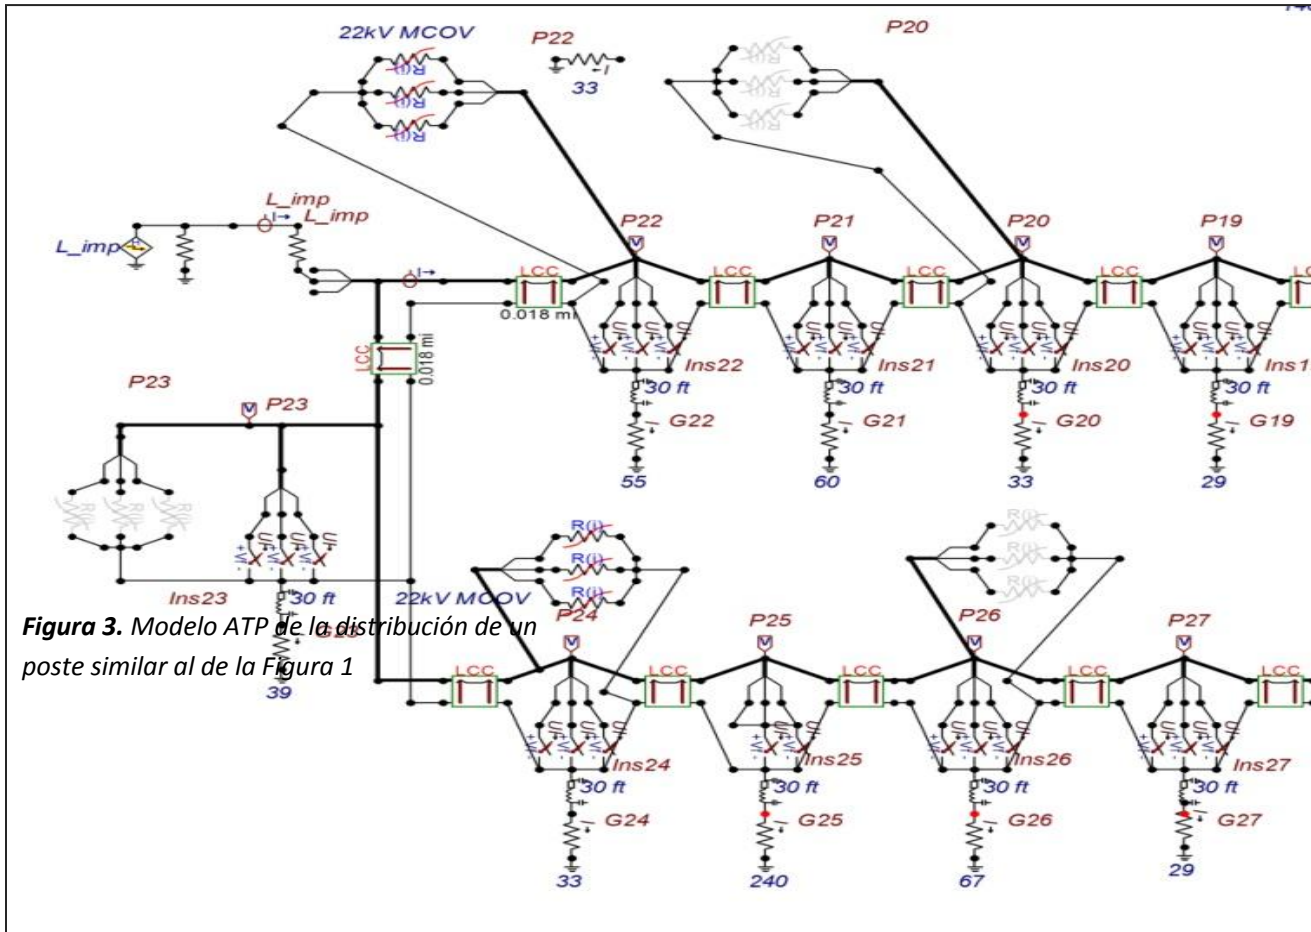 22kV MCOV
P22
33
P20
L_imp
L_imp
L_imp
P22
P21
P20
P19
LCC
LCC
LCC
LCC
0.018 mi
LCC
0.018 mi
Ins22
Ins21
Ins20
30 ft
30 ft
30 ft
30 ft
G22
G21
G20
G19
55
60
33
29
P23
P23
Ins23
30 ft
39
R(i)
R(i)
R(i)
R(i)
R(i)
R(i)
22kV MCOV
Figura 3. Modelo ATP de la distribución de un
poste similar al de la Figura 1
P24
P25
P26
P27
LCC
LCC
LCC
LCC
Ins24
Ins25
Ins26
Ins27
30 ft
30 ft
30 ft
30 ft
G24
G25
G26
G27
33
240
67
29